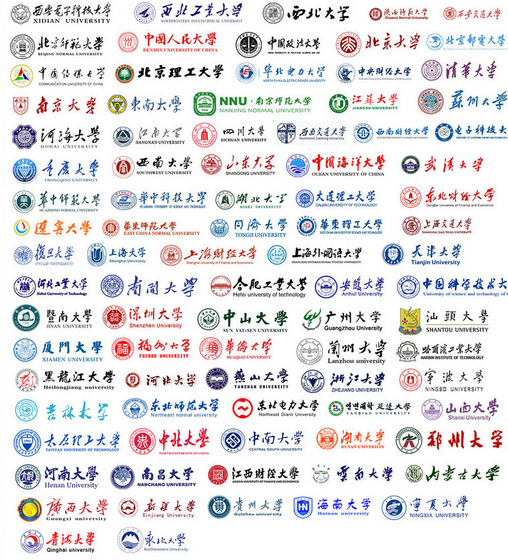 西安电子科技大学
XIDIAN UNIVERSITY
西北工业大学
NORTHWESTERN POLYTECHNICAL UNIVERSITY
西北大学
陕西师范大学
Shaanxi Normal University
西安交通大学
北京师范大学
BEIJING NORMAL UNIVERSITY
中国人民大学
RENMIN UNIVERSITY OF CHINA
中国政法大学
北京大学
北京邮电大学
中国传媒大学
COMMUNICATION UNIVERSITY OF CHINA
北京理工大学
华北电力大学
NORTH CHINA ELECTRIC POWER UNIVERSITY
中央财经大学
清华大学
南京大学
东南大学
NNU·南京师范大学
NANJING NORMAL UNIVERSITY
江苏大学
JIANGSU UNIVERSITY
苏州大学
河海大学
HOHAI UNIVERSITY
江南大学
JIANGNAN UNIVERSITY
四川大学
SICHUAN UNIVERSITY
西南交通大学
Southwest Jiaotong University
西南财经大学
电子科技大
重庆大学
CHONGQING UNIVERSITY
西南大学
SOUTHWEST UNIVERSITY
山东大学
SHANDONG UNIVERSITY
中国海洋大学
OCEAN UNIVERSITY OF CHINA
武汉大学
华中师范大学
华中科技大学
湖北大学
HUBEI UNIVERSITY
大连理工大学
DALIAN UNIVERSITY OF TECHNOLOGY
东北财经大学
Dongbei University of Finance and Economics
辽宁大学
华东师范大学
EAST CHINA NORMAL UNIVERSITY
同济大学
TONGJI UNIVERSITY
华东理工大学
上海交通大学
复旦大学
上海大学
Shanghai University
上海财经大学
上海外国语大学
天津大学
Tianjin University
河北工业大学
Hebei University of Technology
南开大学
合肥工业大学
Hefei university of technology
安徽大学
Anhui University
中国科学技术大
University of science and technology of
暨南大学
JINAN UNIVERSITY
深圳大学
Shenzhen University
中山大学
SUN YAT-SEN UNIVERSITY
广州大学
Guangzhou University
汕头大学
SHANTOU UNIVERSITY
厦门大学
XIAMEN UNIVERSITY
福州大学
FUZHOU UNIVERSITY
华侨大学
HUAQIAO UNIVERSITY
兰州大学
Lanzhou university
哈尔滨工业大学
HARBIN INSTITUTE OF TECHNOLOGY
黑龙江大学
Heilongjiang university
河北大学
燕山大学
YANSHAN UNIVERSITY
浙江大学
ZHEJIANG UNIVERSITY
宁波大学
NINGBO UNIVERSITY
吉林大学
东北师范大学
Northeast normal university
东北电力大学
Northeast Dianli University
YANBIAN UNIVERSITY
山西大学
Shanxi University
太原理工大学
TAIYUAN UNIVERSITY OF TECHNOLOGY
中北大学
NORTH UNIVERSITY OF CHINA
中南大学
CENTRAL SOUTH UNIVERSITY
湖南大学
HUNAN UNIVERSITY
郑州大学
河南大学
Henan University
南昌大学
NANCHANG UNIVERSITY
江西财经大学
云南大学
内蒙古大学
广西大学
Guangxi university
新疆大学
Xinjiang University
贵州大学
Guizhou university
海南大学
Hainan University
宁夏大学
NINGXIA UNIVERSITY
青海大学
Qinghai university
东北大学
Northeastern University